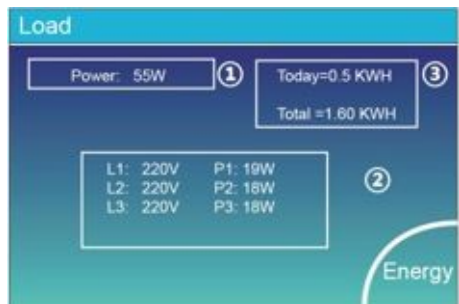 Load
Power: 55W
①
Today=0.5 KWH
Total =1.60 KWH
③
L1: 220V P1: 19W
L2: 220V P2: 18W
L3: 220V P3: 18W
②
Energy